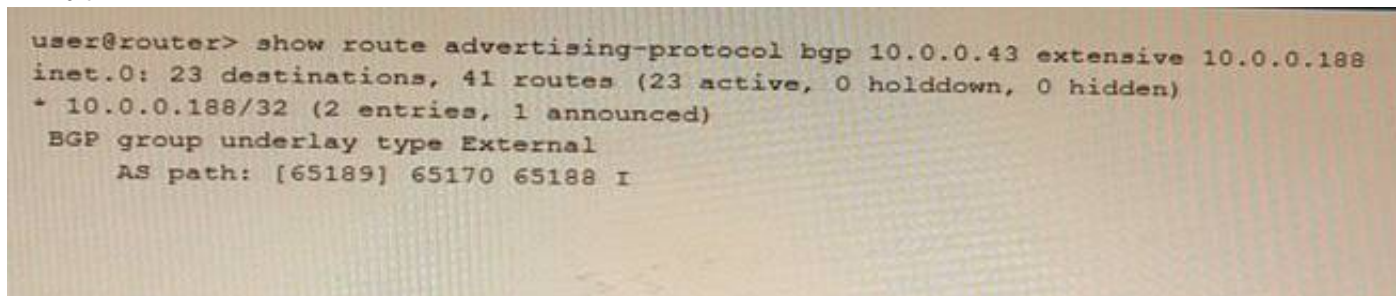 user@router> show route advertising-protocol bgp 10.0.0.43 extensive 10.0.0.188
inet.0: 23 destinations, 41 routes (23 active, 0 holddown, 0 hidden)
* 10.0.0.188/32 (2 entries, 1 announced)
BGP group underlay type External
AS path: [65189] 65170 65188 I